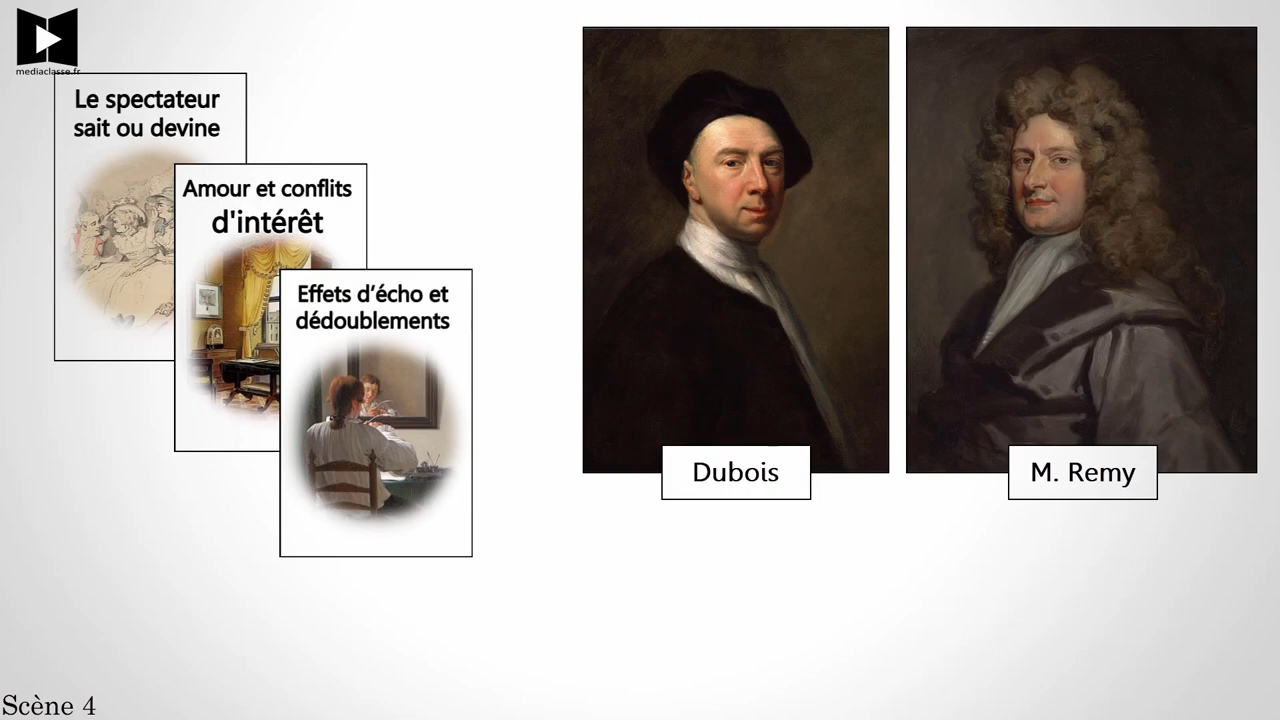 mediaclasse.fr
Le spectateur
sait ou devine
Amour et conflits
d'intérêt
Effets d’écho et
dédoublements
Dubois
M. Remy
Scène 4